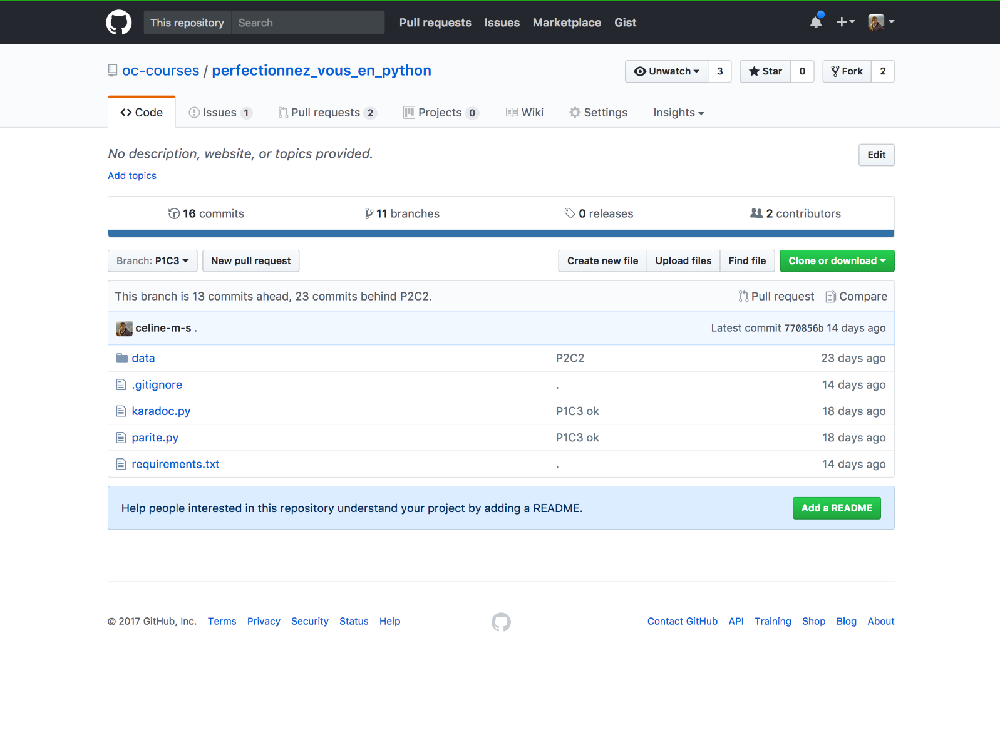 This repository Search Pull requests Issues Marketplace Gist
oc-courses / perfectionnez_vous_en_python Unwatch 3 Star 0 Fork 2
Code Issues 1 Pull requests 2 Projects 0 Wiki Settings Insights
No description, website, or topics provided. Edit
Add topics
16 commits 11 branches 0 releases 2 contributors
Branch: P1C3 New pull request Create new file Upload files Find file Clone or download
This branch is 13 commits ahead, 23 commits behind P2C2. Pull request Compare
celine-m-s . Latest commit 770856b 14 days ago
data P2C2 23 days ago
.gitignore . 14 days ago
karadoc.py P1C3 ok 18 days ago
parite.py P1C3 ok 18 days ago
requirements.txt . 14 days ago
Help people interested in this repository understand your project by adding a README. Add a README
© 2017 GitHub, Inc. Terms Privacy Security Status Help Contact GitHub API Training Shop Blog About